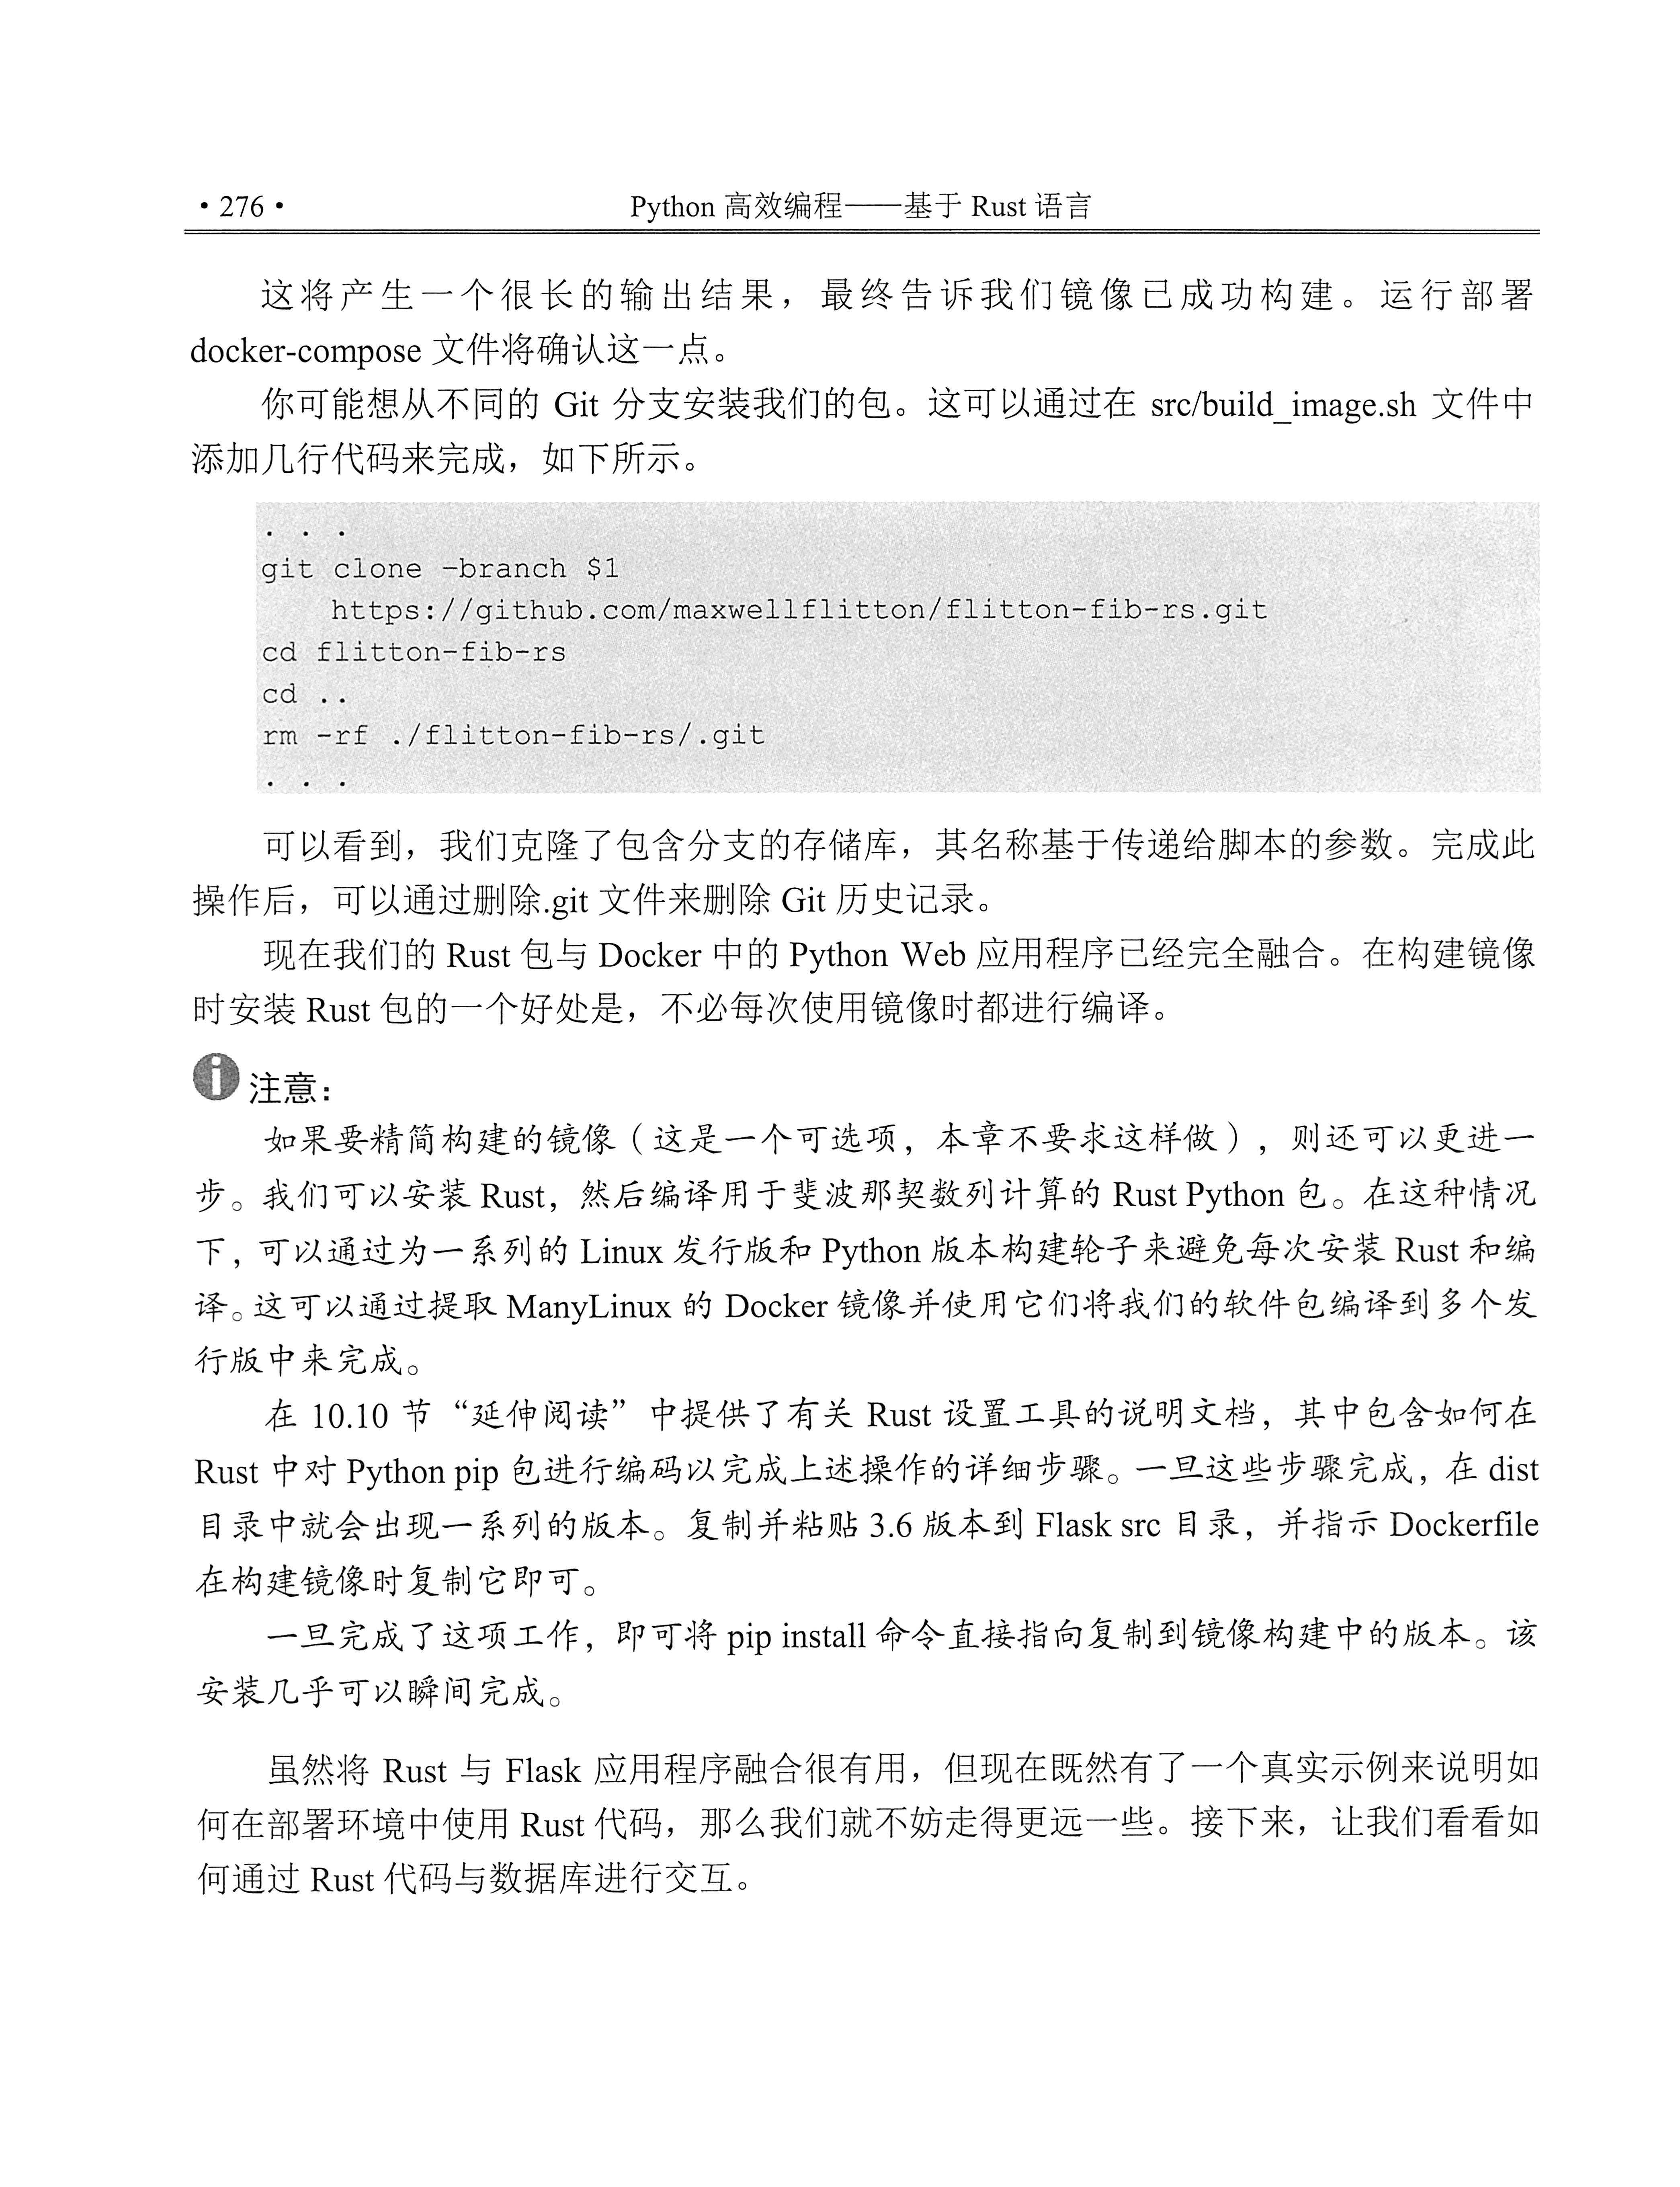 ·276·
Python 高效编程——基于 Rust 语言
这将产生一个很长的输出结果，最终告诉我们镜像已成功构建。运行部署
docker-compose 文件将确认这一点。
你可能想从不同的 Git 分支安装我们的包。这可以通过在 src/build_image.sh 文件中
添加几行代码来完成，如下所示。
. . .
git clone –branch $1
    https://github.com/maxwellflitton/flitton-fib-rs.git
cd flitton-fib-rs
cd ..
rm -rf ./flitton-fib-rs/.git
. . .
可以看到，我们克隆了包含分支的存储库，其名称基于传递给脚本的参数。完成此
操作后，可以通过删除.git 文件来删除 Git 历史记录。
现在我们的 Rust 包与 Docker 中的 Python Web 应用程序已经完全融合。在构建镜像
时安装 Rust 包的一个好处是，不必每次使用镜像时都进行编译。
注意：
如果要精简构建的镜像（这是一个可选项，本章不要求这样做），则还可以更进一
步。我们可以安装 Rust，然后编译用于斐波那契数列计算的 Rust Python 包。在这种情况
下，可以通过为一系列的 Linux 发行版和 Python 版本构建轮子来避免每次安装 Rust 和编
译。这可以通过提取 ManyLinux 的 Docker 镜像并使用它们将我们的软件包编译到多个发
行版中来完成。
在 10.10 节“延伸阅读”中提供了有关 Rust 设置工具的说明文档，其中包含如何在
Rust 中对 Python pip 包进行编码以完成上述操作的详细步骤。一旦这些步骤完成，在 dist
目录中就会出现一系列的版本。复制并粘贴 3.6 版本到 Flask src 目录，并指示 Dockerfile
在构建镜像时复制它即可。
一旦完成了这项工作，即可将 pip install 命令直接指向复制到镜像构建中的版本。该
安装几乎可以瞬间完成。
虽然将 Rust 与 Flask 应用程序融合很有用，但现在既然有了一个真实示例来说明如
何在部署环境中使用 Rust 代码，那么我们就不妨走得更远一些。接下来，让我们看看如
何通过 Rust 代码与数据库进行交互。